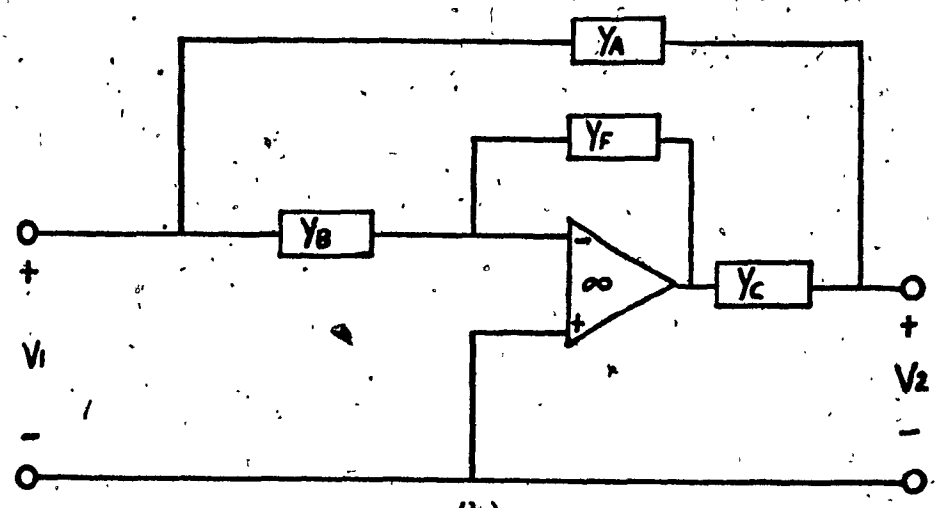 YA
YF
YB
-
∞
YC
+
+
+
V1
V2
-
-